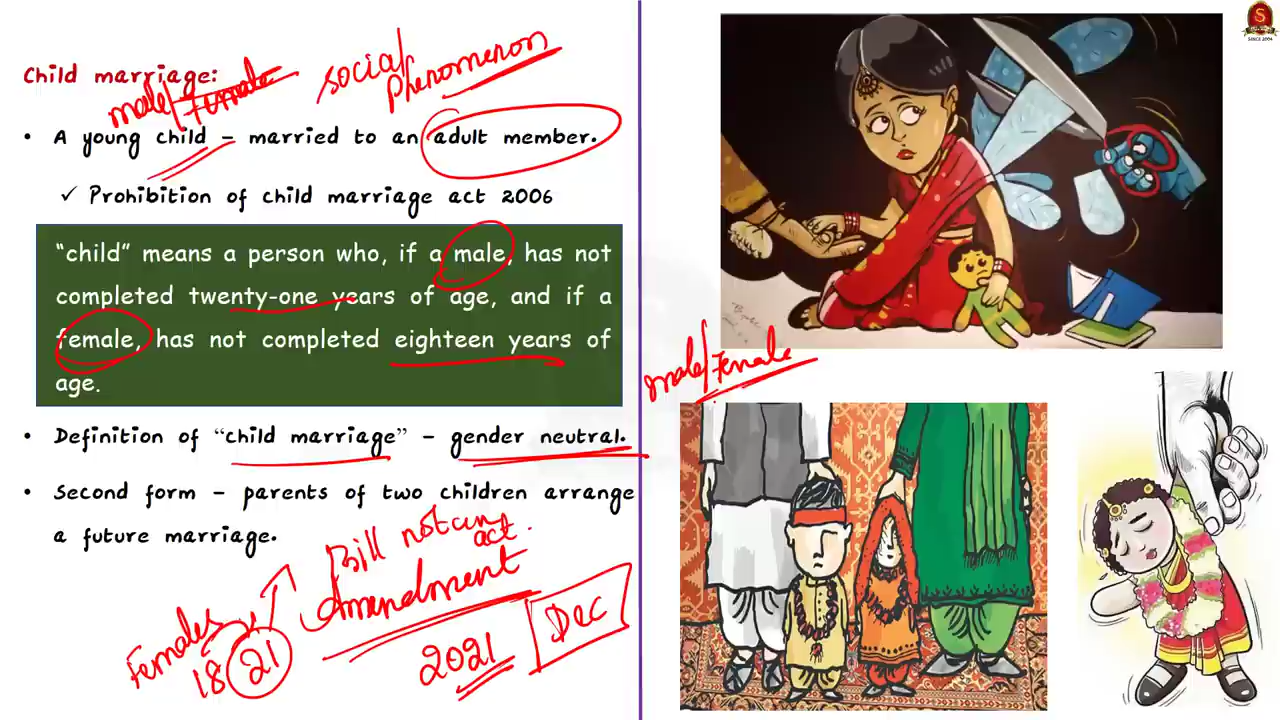 Child marriage:
male/Female
social
phenomenon
• A young child – married to an adult member.
✓ Prohibition of child marriage act 2006
“child” means a person who, if a male, has not
completed twenty-one years of age, and if a
female, has not completed eighteen years of
age.
• Definition of “child marriage” – gender neutral.
• Second form – parents of two children arrange
a future marriage.
Bill not an
act.
Amendment
2021
Dec
Females
18 21
male/Female
S
SINCE 2004